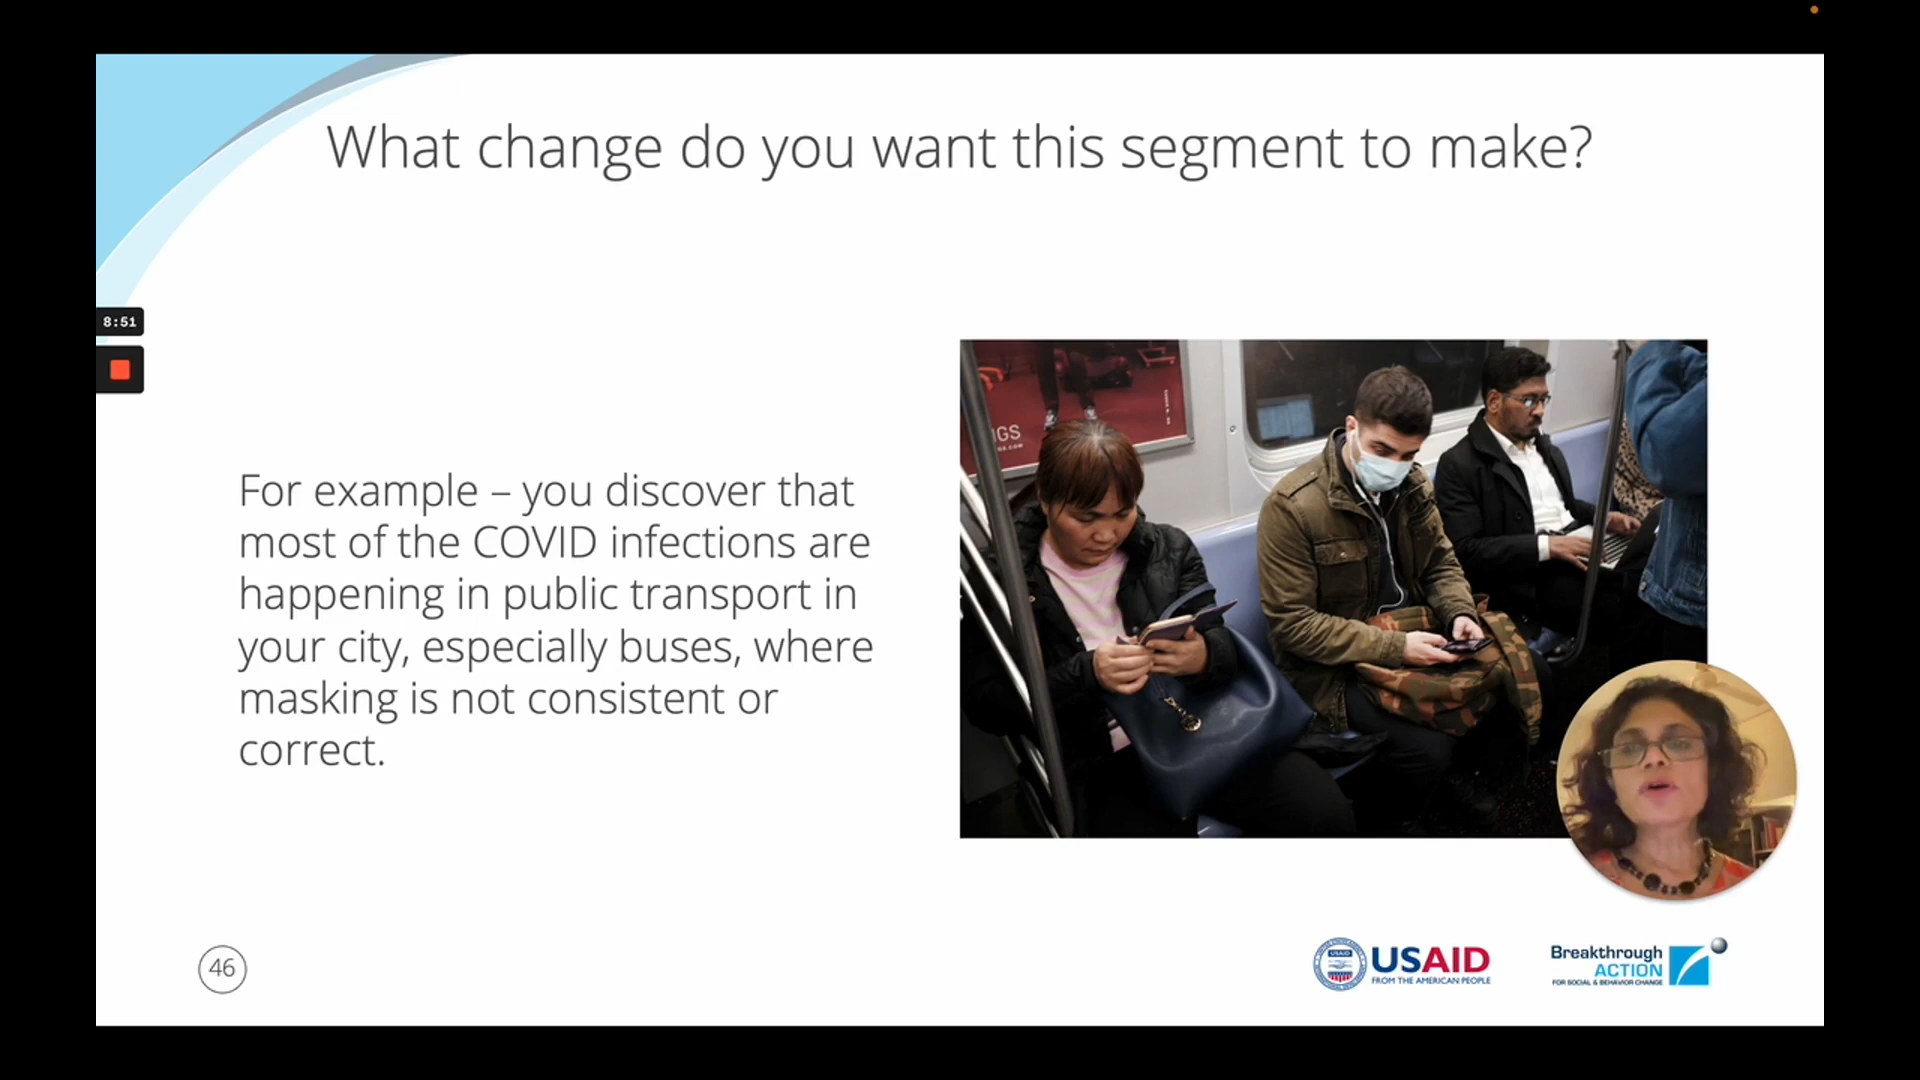 What change do you want this segment to make?
8:51
For example – you discover that
most of the COVID infections are
happening in public transport in
your city, especially buses, where
masking is not consistent or
correct.
IGS
46
USAID
FROM THE AMERICAN PEOPLE
Breakthrough
ACTION
FOR SOCIAL & BEHAVIOR CHANGE